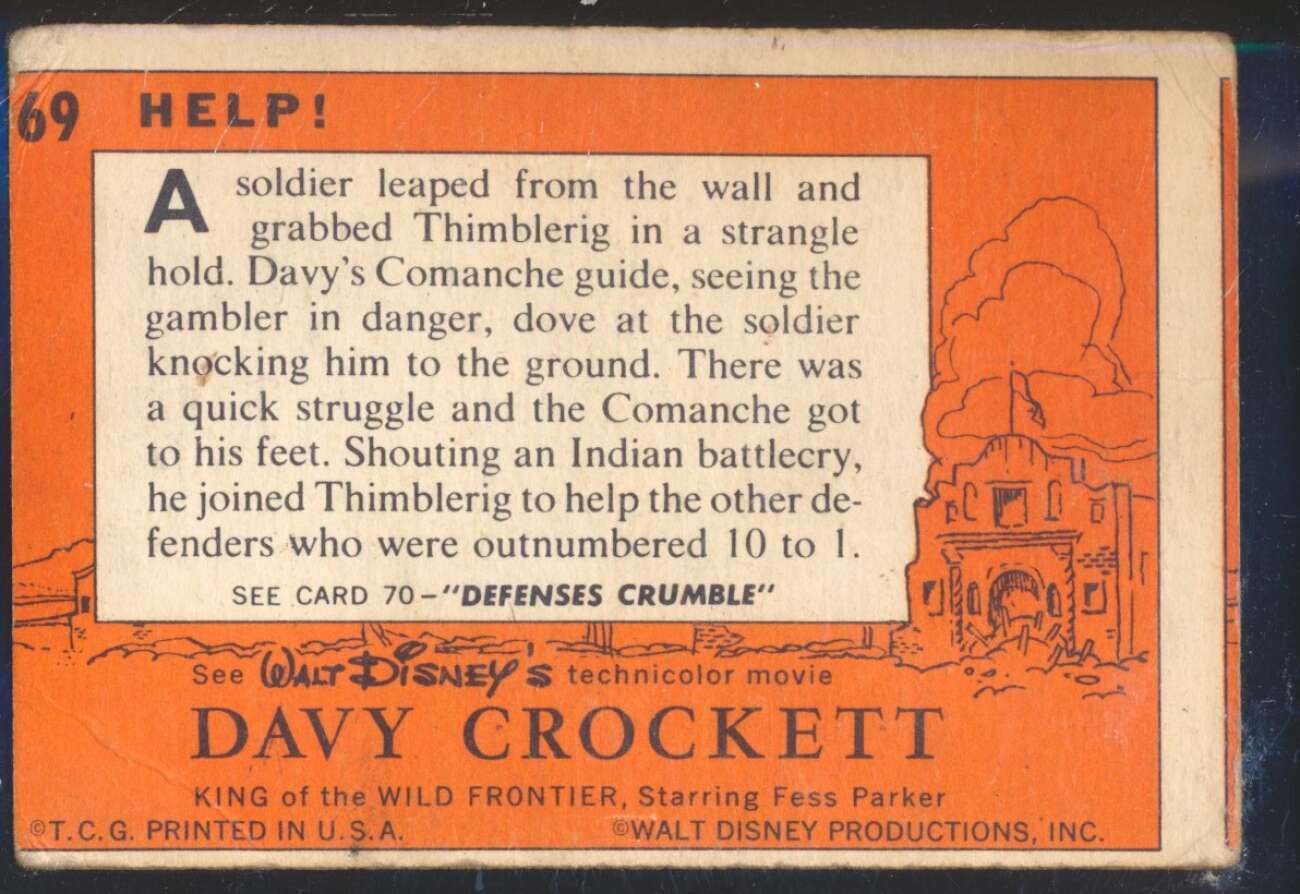 69 HELP!
A soldier leaped from the wall and
grabbed Thimblerig in a strangle
hold. Davy's Comanche guide, seeing the
gambler in danger, dove at the soldier
knocking him to the ground. There was
a quick struggle and the Comanche got
to his feet. Shouting an Indian battlecry,
he joined Thimblerig to help the other de-
fenders who were outnumbered 10 to 1.
SEE CARD 70-"DEFENSES CRUMBLE"
See WALT DISNEY'S technicolor movie
DAVY CROCKETT
KING of the WILD FRONTIER, Starring Fess Parker
©T.C.G. PRINTED IN U.S.A. ©WALT DISNEY PRODUCTIONS, INC.